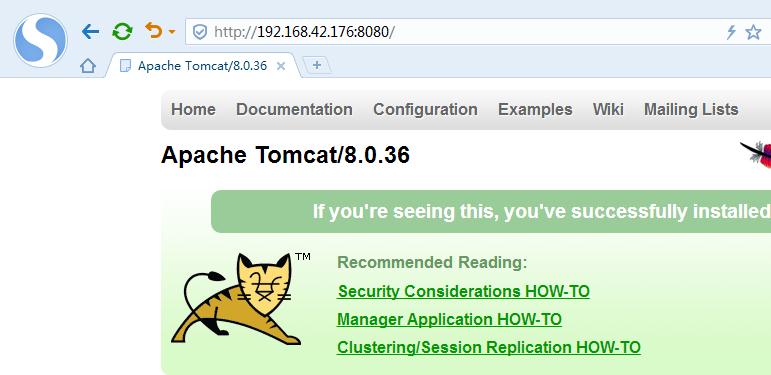 http://192.168.42.176:8080/
Apache Tomcat/8.0.36
Home Documentation Configuration Examples Wiki Mailing Lists
Apache Tomcat/8.0.36
If you're seeing this, you've successfully installed
TM
Recommended Reading:
Security Considerations HOW-TO
Manager Application HOW-TO
Clustering/Session Replication HOW-TO